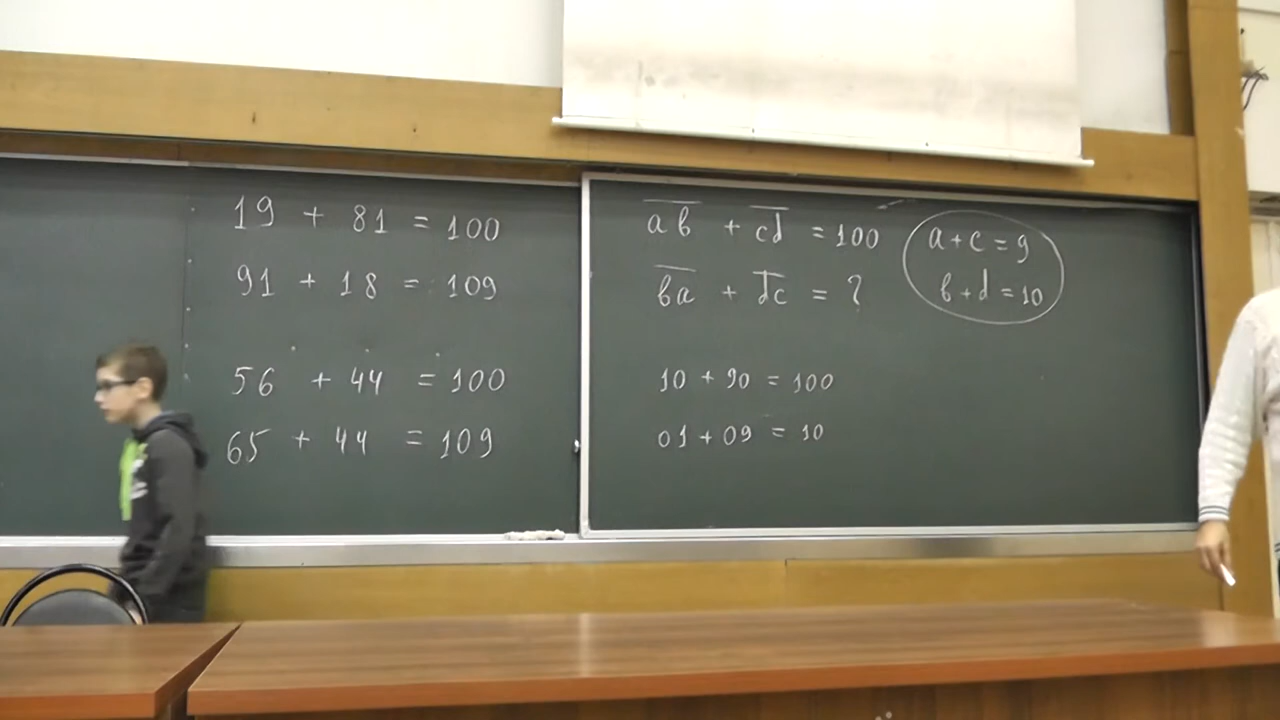 19 + 81 = 100
91 + 18 = 109
56 + 44 = 100
65 + 44 = 109
ab + cd = 100
ba + dc = ?
a+c=9
b+d=10
10 + 90 = 100
01 + 09 = 10